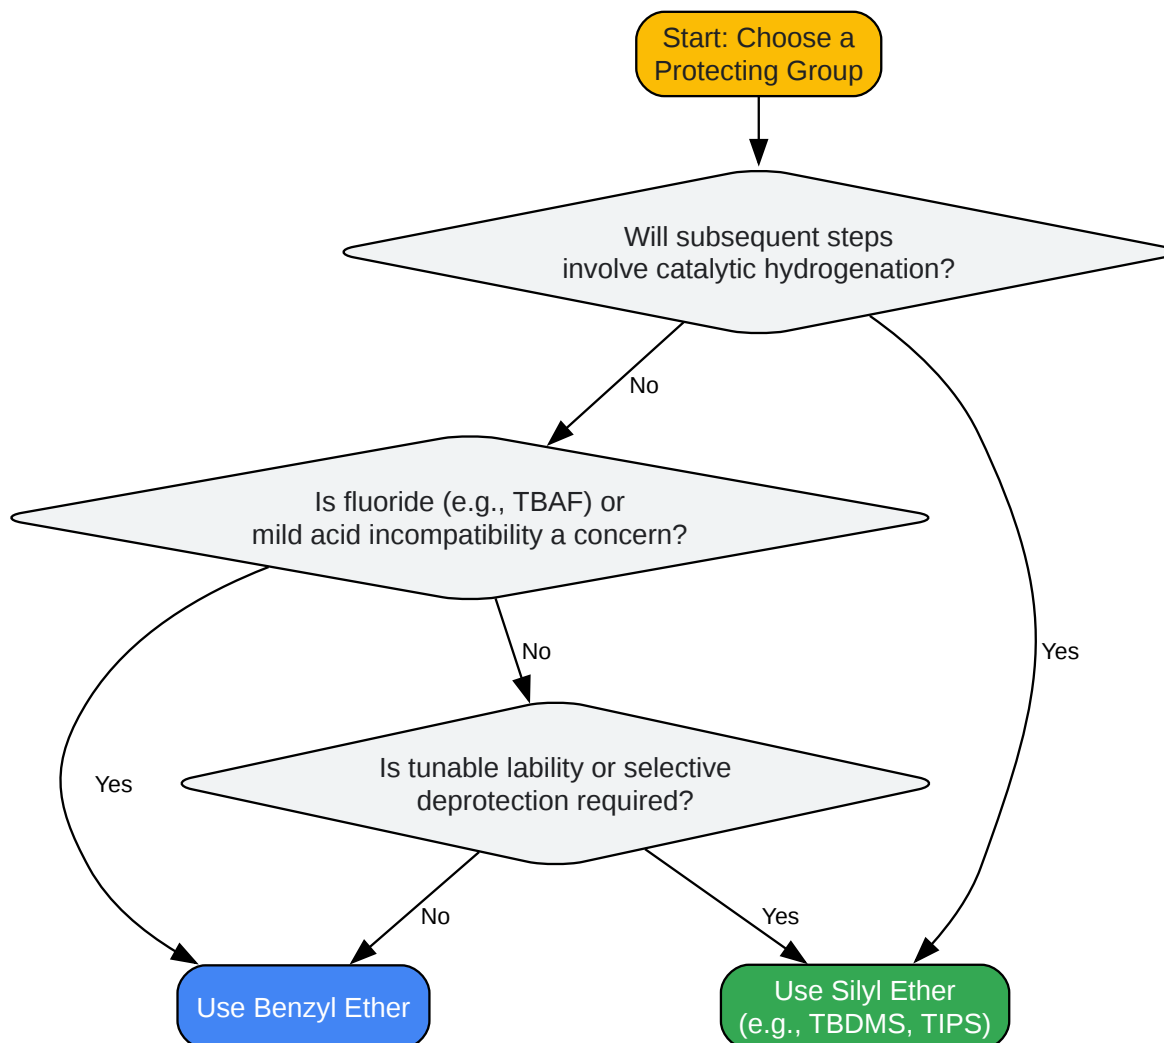 Start: Choose a
Protecting Group
Will subsequent steps
involve catalytic hydrogenation?
No
Is fluoride (e.g., TBAF) or
mild acid incompatibility a concern?
No
Yes
Is tunable lability or selective
deprotection required?
Yes
No
Yes
Use Benzyl Ether
Use Silyl Ether
(e.g., TBDMS, TIPS)